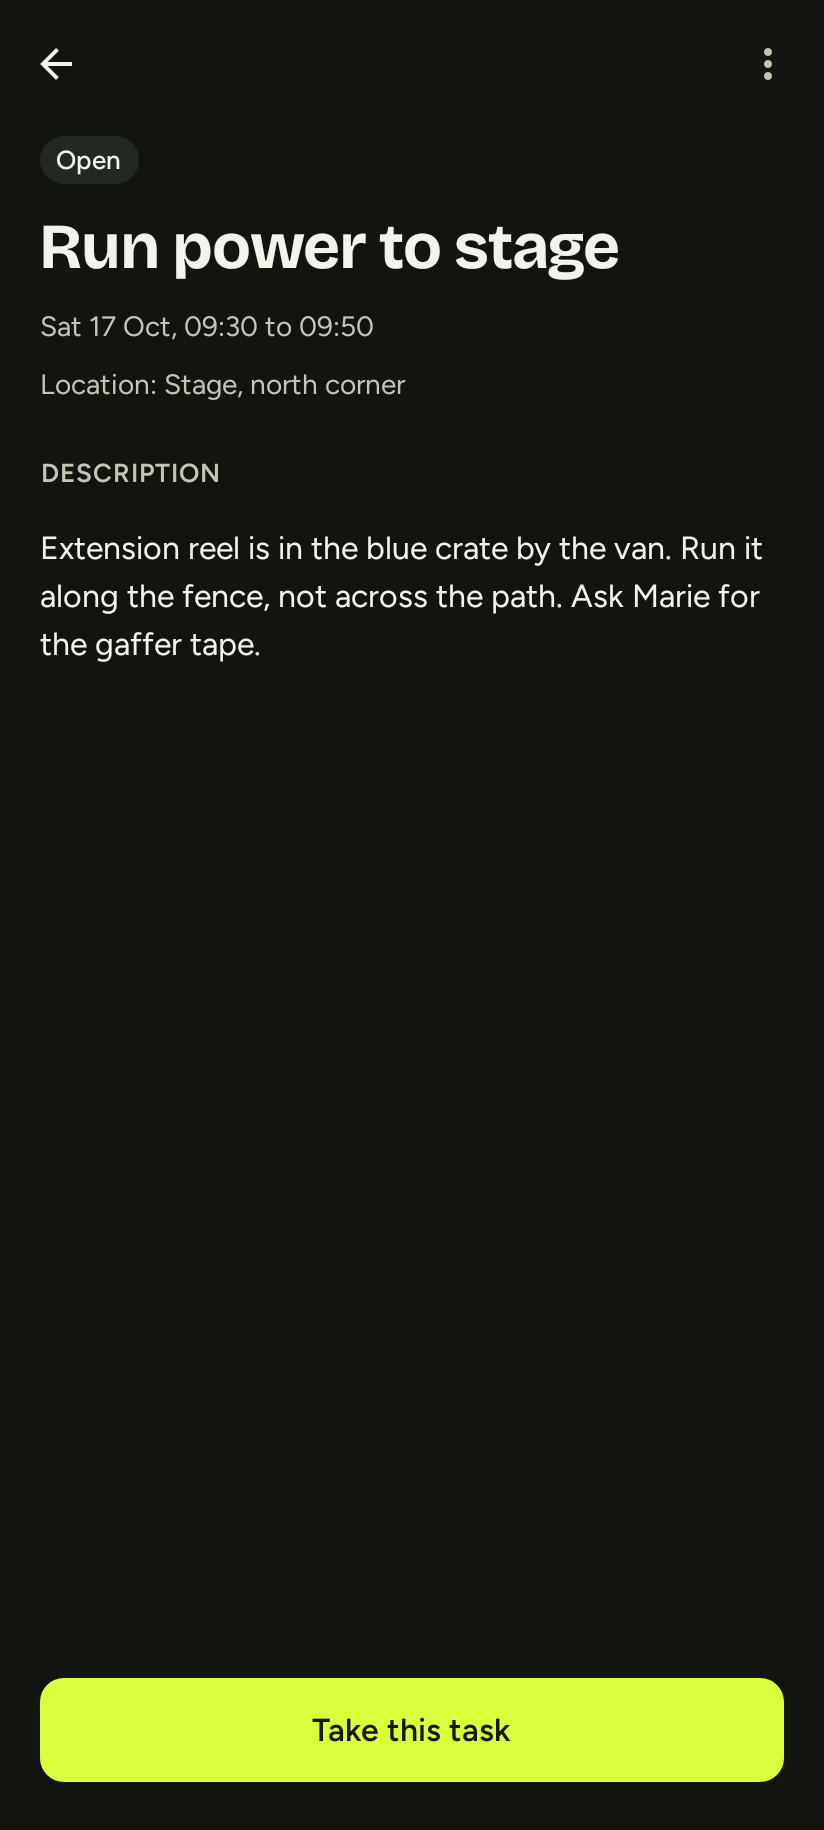 Open
Run power to stage
Sat 17 Oct, 09:30 to 09:50
Location: Stage, north corner
DESCRIPTION
Extension reel is in the blue crate by the van. Run it
along the fence, not across the path. Ask Marie for
the gaffer tape.
Take this task